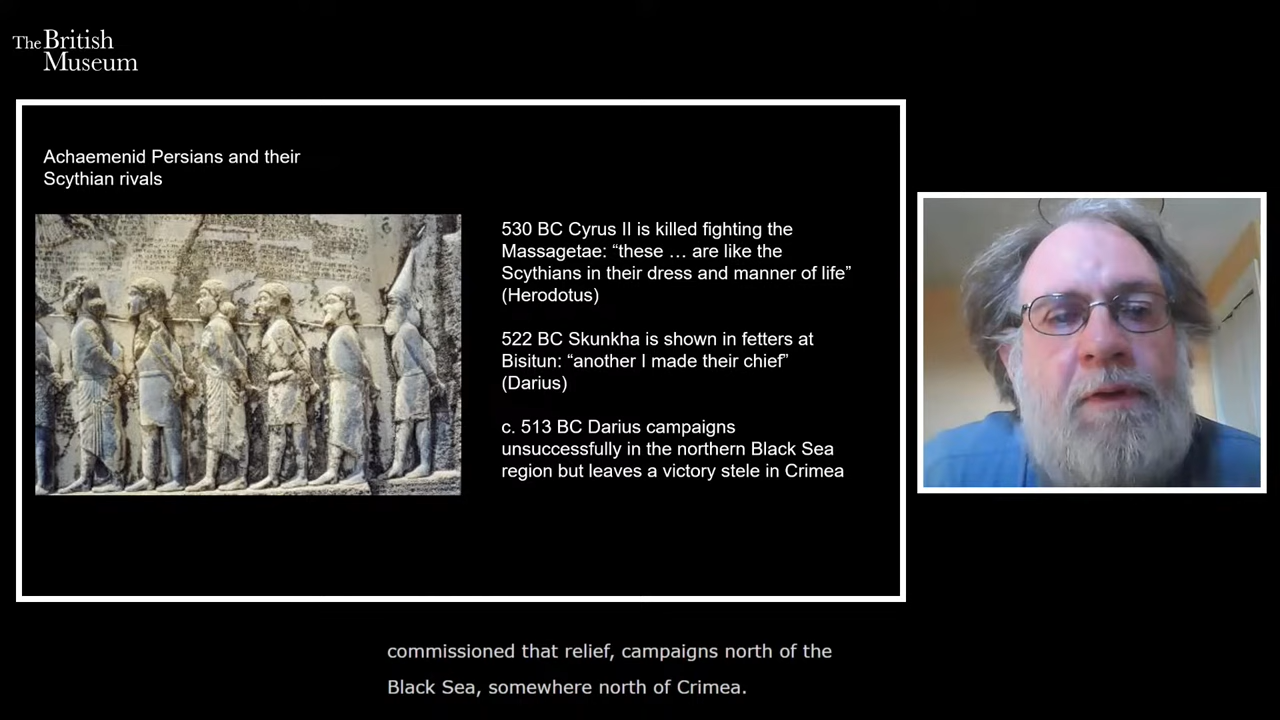 The British
Museum
Achaemenid Persians and their
Scythian rivals
530 BC Cyrus II is killed fighting the
Massagetae: “these … are like the
Scythians in their dress and manner of life”
(Herodotus)
522 BC Skunkha is shown in fetters at
Bisitun: “another I made their chief”
(Darius)
c. 513 BC Darius campaigns
unsuccessfully in the northern Black Sea
region but leaves a victory stele in Crimea
commissioned that relief, campaigns north of the
Black Sea, somewhere north of Crimea.